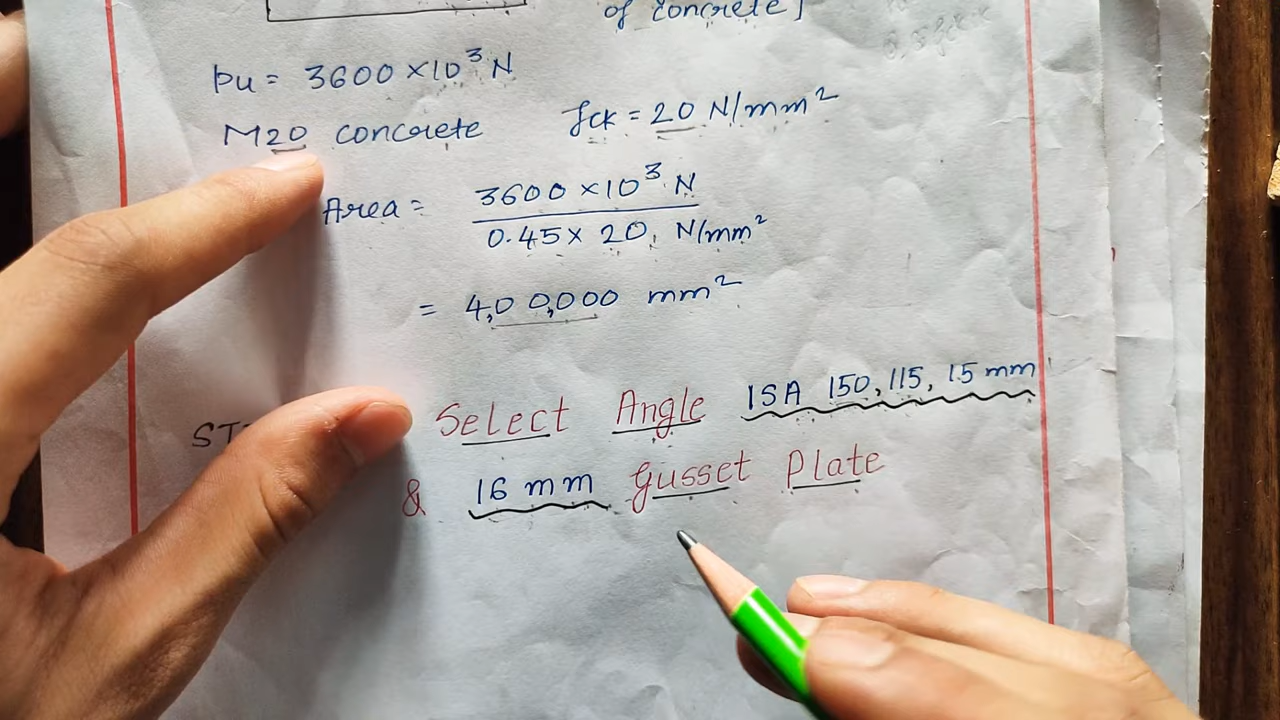 of concrete]
Pu = 3600 × 10³ N
M20 concrete fck = 20 N/mm²
Area = 3600 × 10³ N
0.45 × 20 N/mm²
= 4,00,000 mm²
Select Angle ISA 150, 115, 15 mm
& 16 mm Gusset Plate